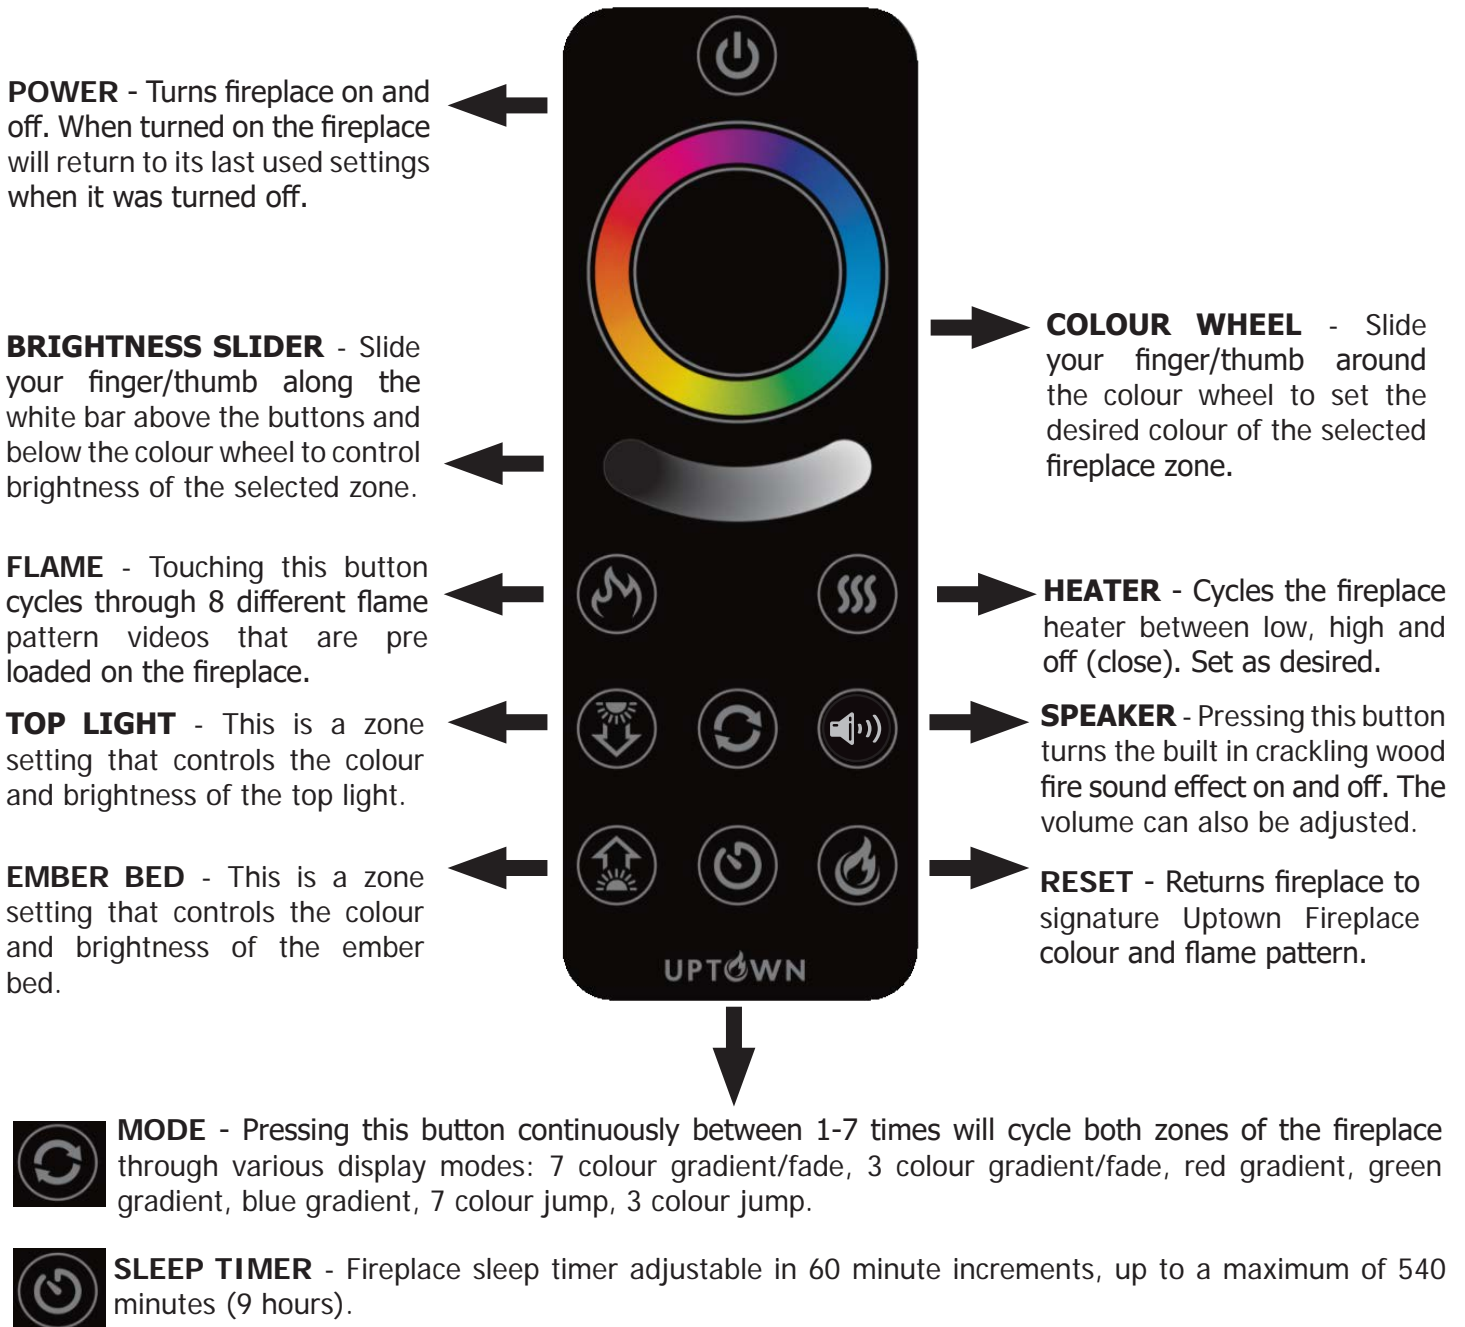 POWER - Turns fireplace on and
off. When turned on the fireplace
will return to its last used settings
when it was turned off.
BRIGHTNESS SLIDER - Slide
your finger/thumb along the
white bar above the buttons and
below the colour wheel to control
brightness of the selected zone.
FLAME - Touching this button
cycles through 8 different flame
pattern videos that are pre
loaded on the fireplace.
TOP LIGHT - This is a zone
setting that controls the colour
and brightness of the top light.
EMBER BED - This is a zone
setting that controls the colour
and brightness of the ember
bed.
UPTOWN
COLOUR WHEEL - Slide
your finger/thumb around
the colour wheel to set the
desired colour of the selected
fireplace zone.
HEATER - Cycles the fireplace
heater between low, high and
off (close). Set as desired.
SPEAKER - Pressing this button
turns the built in crackling wood
fire sound effect on and off. The
volume can also be adjusted.
RESET - Returns fireplace to
signature Uptown Fireplace
colour and flame pattern.
MODE - Pressing this button continuously between 1-7 times will cycle both zones of the fireplace
through various display modes: 7 colour gradient/fade, 3 colour gradient/fade, red gradient, green
gradient, blue gradient, 7 colour jump, 3 colour jump.
SLEEP TIMER - Fireplace sleep timer adjustable in 60 minute increments, up to a maximum of 540
minutes (9 hours).